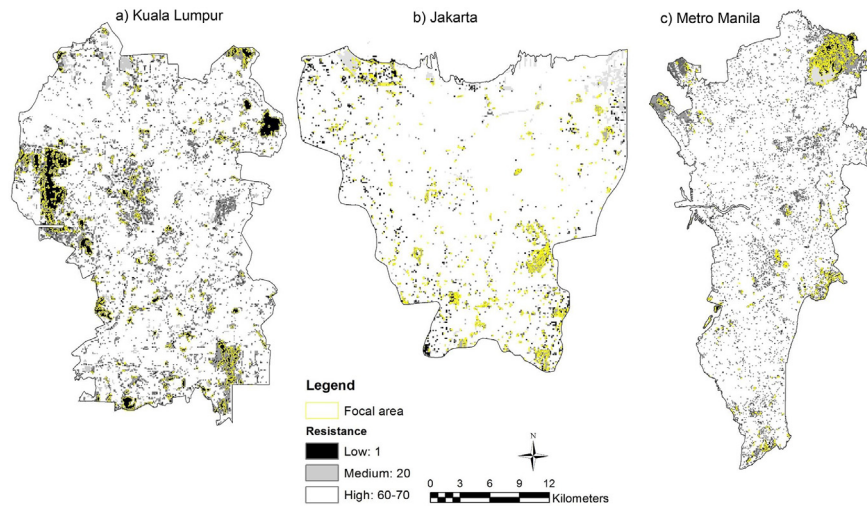 a) Kuala Lumpur
b) Jakarta
c) Metro Manila
Legend
Focal area
Resistance
Low: 1
Medium: 20
High: 60-70
N
0 3 6 9 12
Kilometers